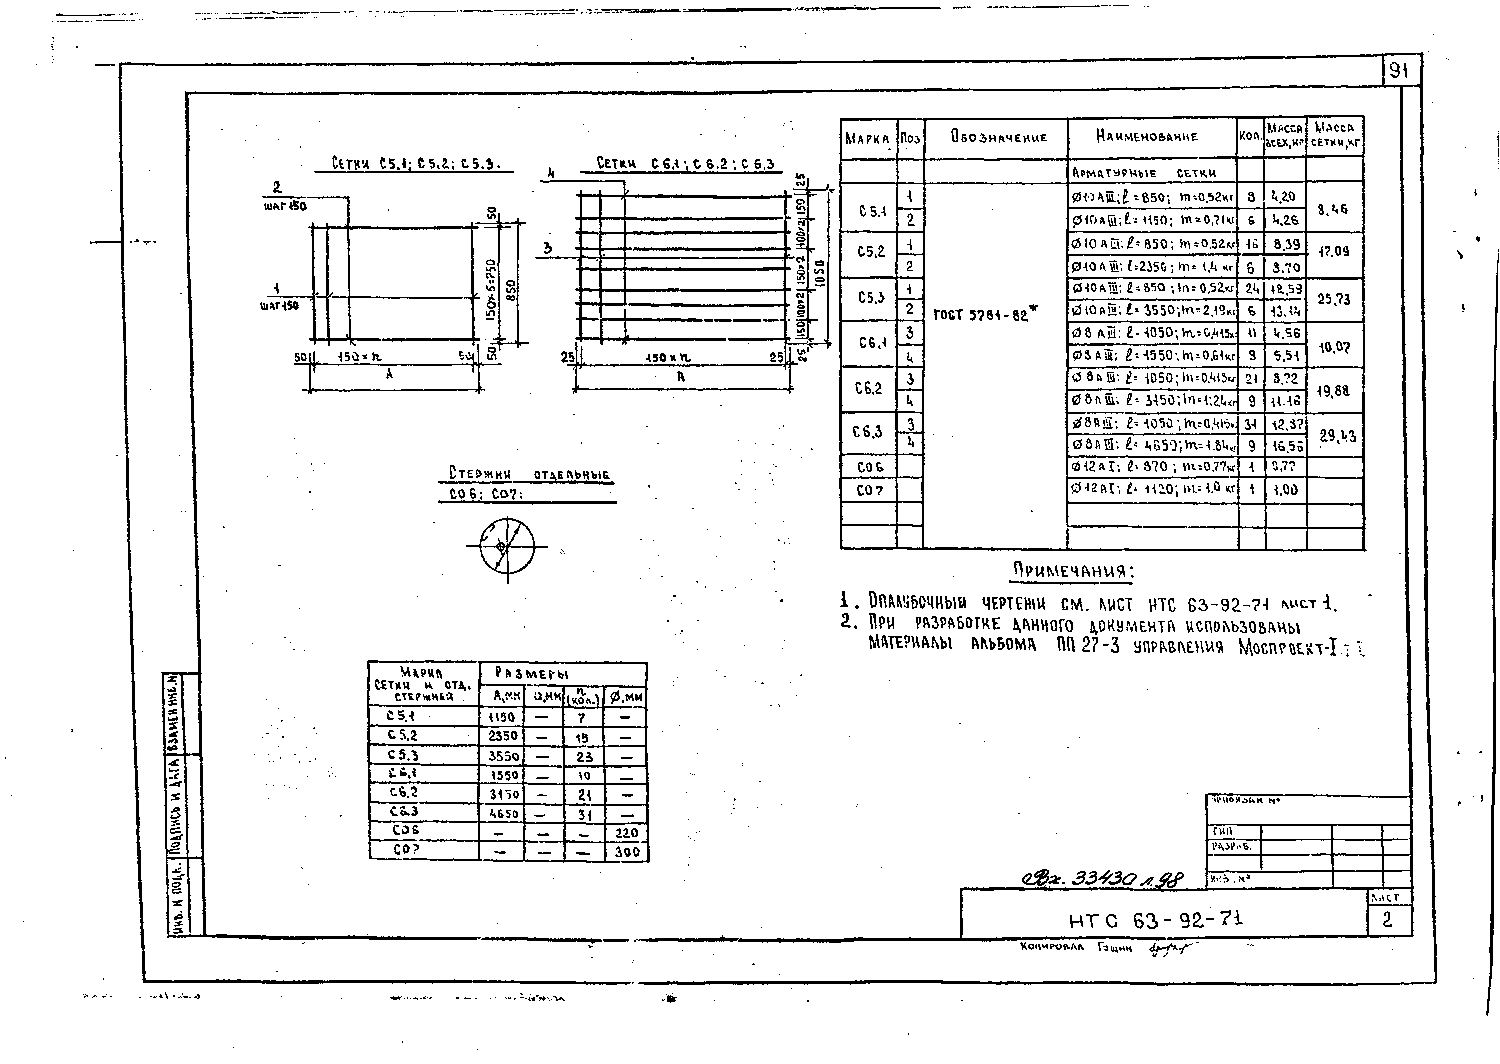 91
Сетки С5.1; С5.2; С5.3.
2
шаг 150
1
шаг 150
50
150×5=750
850
50
50
150×n
50
А
Сетки С6.1; С6.2; С6.3
4
3
25
150
100×2
150×2
100×2
150
25
1050
25
150×n
25
А
Стержни отдельные
С06; С07;
Марка Поз Обозначение Наименование Кол. Масса всех,кг Масса сетки,кг
Арматурные сетки
ГОСТ 5781-82*
С5.1 1 Ø10АIII; ℓ=850; m=0,52кг 8 4,20 8,46
2 Ø10АIII; ℓ=1150; m=0,71кг 6 4,26
С5.2 1 Ø10АIII; ℓ=850; m=0,52кг 16 8,39 17,09
2 Ø10АIII; ℓ=2350; m=1,4 кг 6 8,70
С5.3 1 Ø10АIII; ℓ=850; m=0,52кг 24 12,59 25,73
2 Ø10АIII; ℓ=3550; m=2,19кг 6 13,14
С6.1 3 Ø8АIII; ℓ=1050; m=0,415кг 11 4,56 10,07
4 Ø8АIII; ℓ=1550; m=0,61кг 9 5,51
С6.2 3 Ø8АIII; ℓ=1050; m=0,415кг 21 8,72 19,88
4 Ø8АIII; ℓ=3150; m=1,24кг 9 11,16
С6.3 3 Ø8АIII; ℓ=1050; m=0,415кг 31 12,87 29,43
4 Ø8АIII; ℓ=4650; m=1.84кг 9 16,56
С06 Ø12АI; ℓ=870; m=0,77кг 1 0,77
С07 Ø12АI; ℓ=1120; m=1,0 кг 1 1,00
Примечания:
1. Опалубочный чертежи см. лист НТС 63-92-71 лист 1.
2. При разработке данного документа использованы
материалы альбома ПП 27-3 управления Моспроект-1
Марка сетки и отд. стержней Размеры
А,мм а,мм n (кол.) Ø,мм
С5.1 1150 — 7 —
С5.2 2350 — 15 —
С5.3 3550 — 23 —
С6.1 1550 — 10 —
С6.2 3150 — 21 —
С6.3 4650 — 31 —
С06 — — — 220
С07 — — — 300
Взамен инв.N
Подпись и дата
Инв. N подл.
Привязан №
ГИП
Разраб.
Инв. №
Вх. 33430 л.98
НТС 63-92-71
Лист
2
Копировал